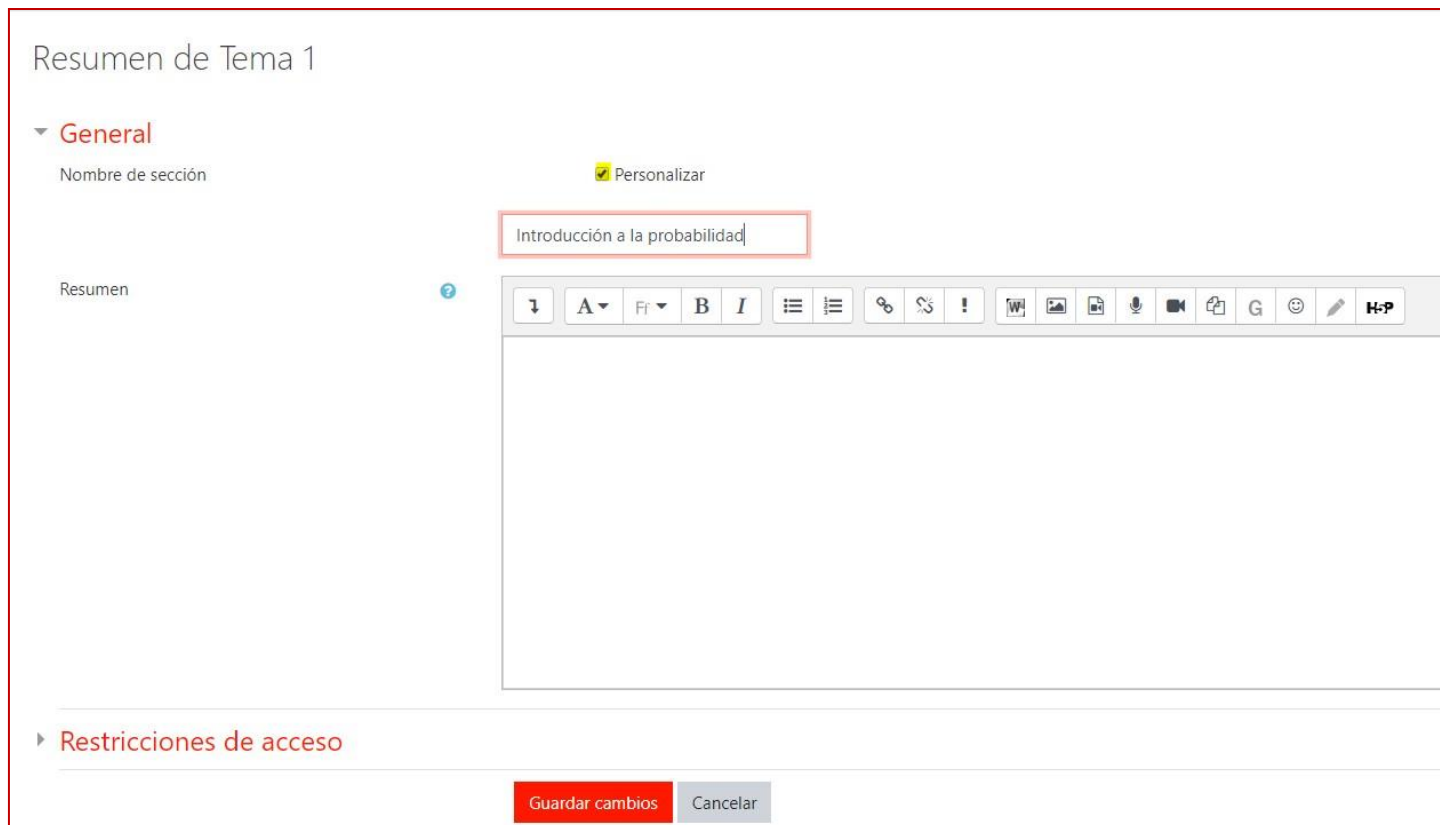 Resumen de Tema 1
General
Nombre de sección
Personalizar
Introducción a la probabilidad
Resumen
A Ff B I ! W G H-P
Restricciones de acceso
Guardar cambios Cancelar